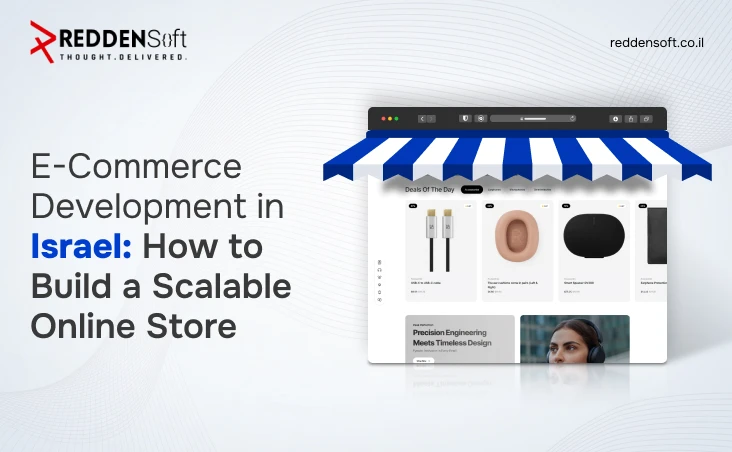 REDDENSoft
THOUGHT.DELIVERED.
reddensoft.co.il
E-Commerce
Development in
Israel: How to
Build a Scalable
Online Store
Deals Of The Day
Precision Engineering
Meets Timeless Design